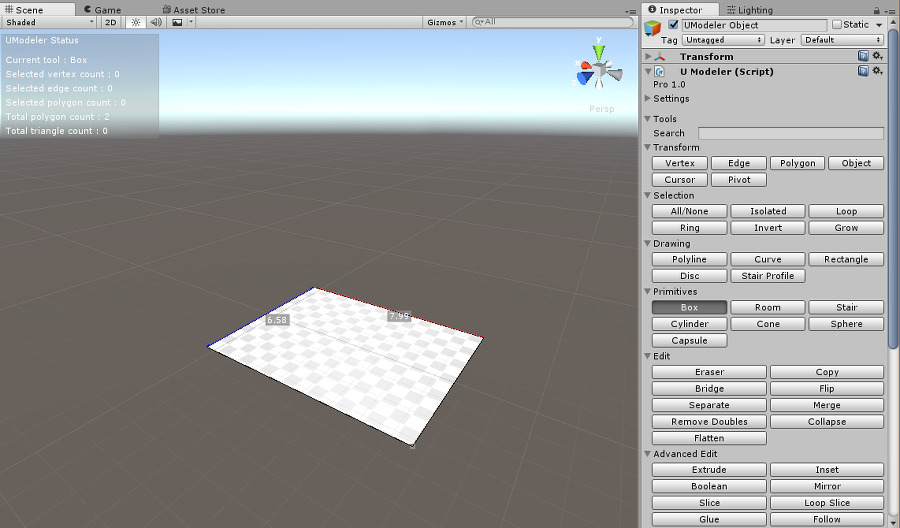 Scene Game Asset Store
Shaded 2D Gizmos All
UModeler Status
Current tool : Box
Selected vertex count : 0
Selected edge count : 0
Selected polygon count : 0
Total polygon count : 2
Total triangle count : 0
y
x
Persp
6.58
7.99
Inspector Lighting
UModeler Object Static
Tag Untagged Layer Default
Transform
U Modeler (Script)
Pro 1.0
Settings
Tools
Search
Transform
Vertex Edge Polygon Object
Cursor Pivot
Selection
All/None Isolated Loop
Ring Invert Grow
Drawing
Polyline Curve Rectangle
Disc Stair Profile
Primitives
Box Room Stair
Cylinder Cone Sphere
Capsule
Edit
Eraser Copy
Bridge Flip
Separate Merge
Remove Doubles Collapse
Flatten
Advanced Edit
Extrude Inset
Boolean Mirror
Slice Loop Slice
Glue Follow